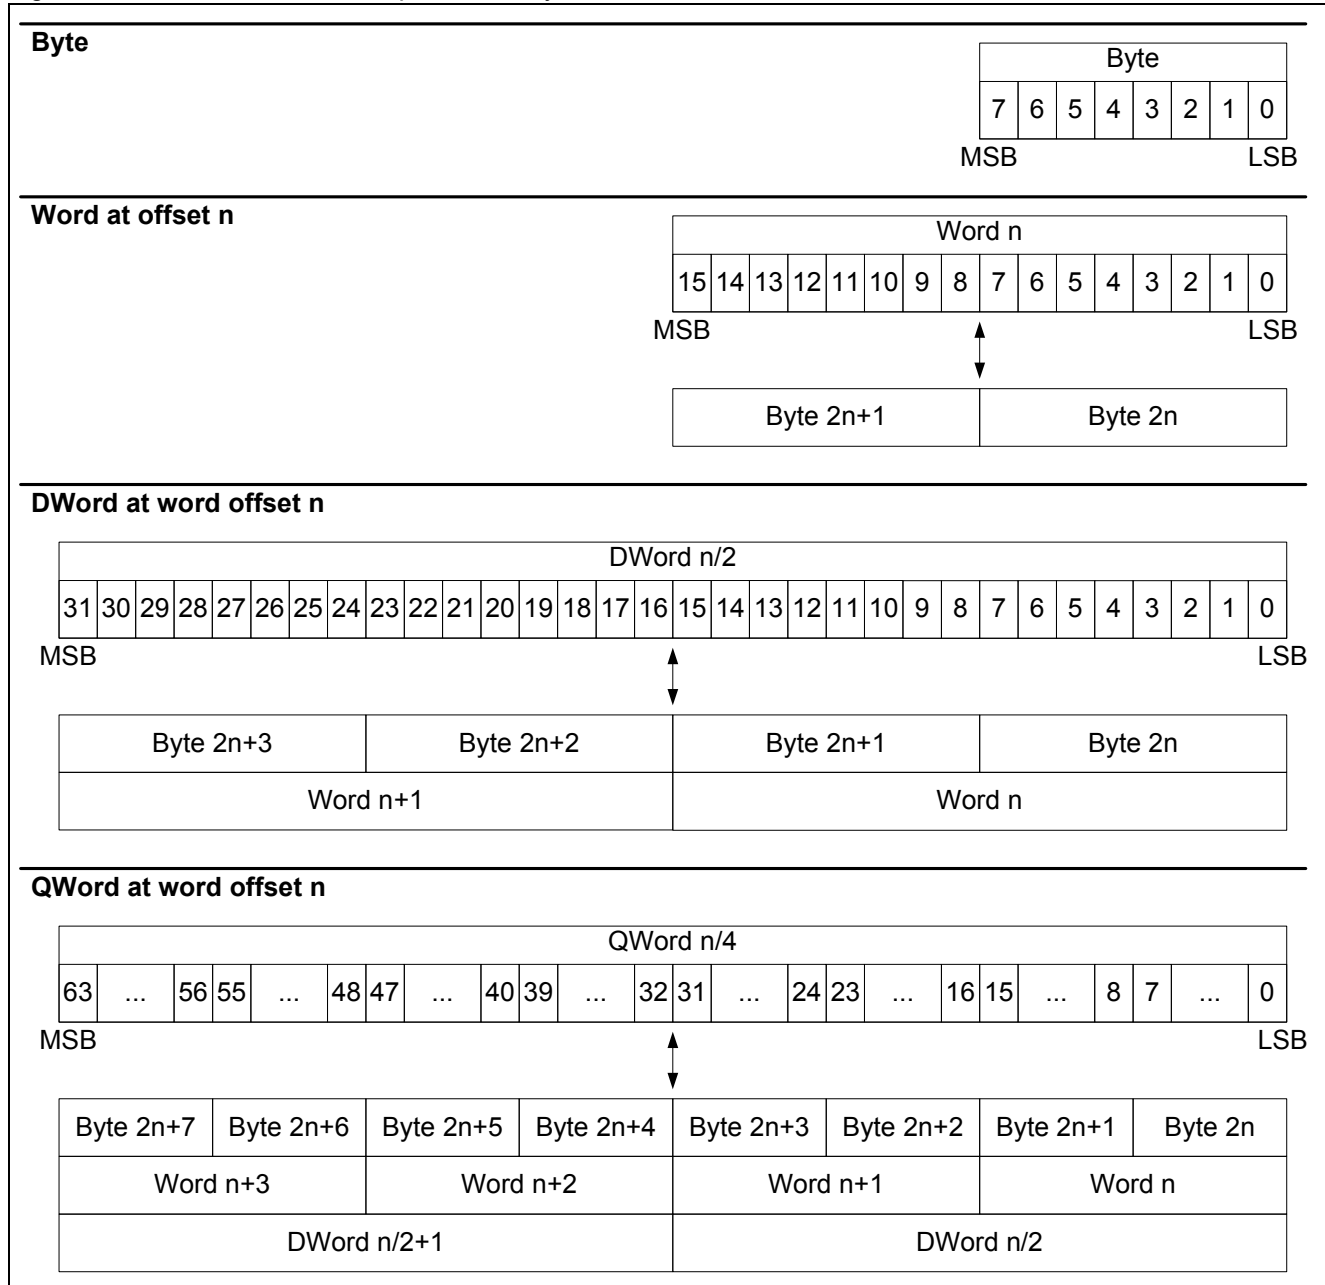 Byte
Byte
7 6 5 4 3 2 1 0
MSB LSB
Word at offset n
Word n
15 14 13 12 11 10 9 8 7 6 5 4 3 2 1 0
MSB LSB
Byte 2n+1 Byte 2n
DWord at word offset n
DWord n/2
31 30 29 28 27 26 25 24 23 22 21 20 19 18 17 16 15 14 13 12 11 10 9 8 7 6 5 4 3 2 1 0
MSB LSB
Byte 2n+3 Byte 2n+2 Byte 2n+1 Byte 2n
Word n+1 Word n
QWord at word offset n
QWord n/4
63 ... 56 55 ... 48 47 ... 40 39 ... 32 31 ... 24 23 ... 16 15 ... 8 7 ... 0
MSB LSB
Byte 2n+7 Byte 2n+6 Byte 2n+5 Byte 2n+4 Byte 2n+3 Byte 2n+2 Byte 2n+1 Byte 2n
Word n+3 Word n+2 Word n+1 Word n
DWord n/2+1 DWord n/2